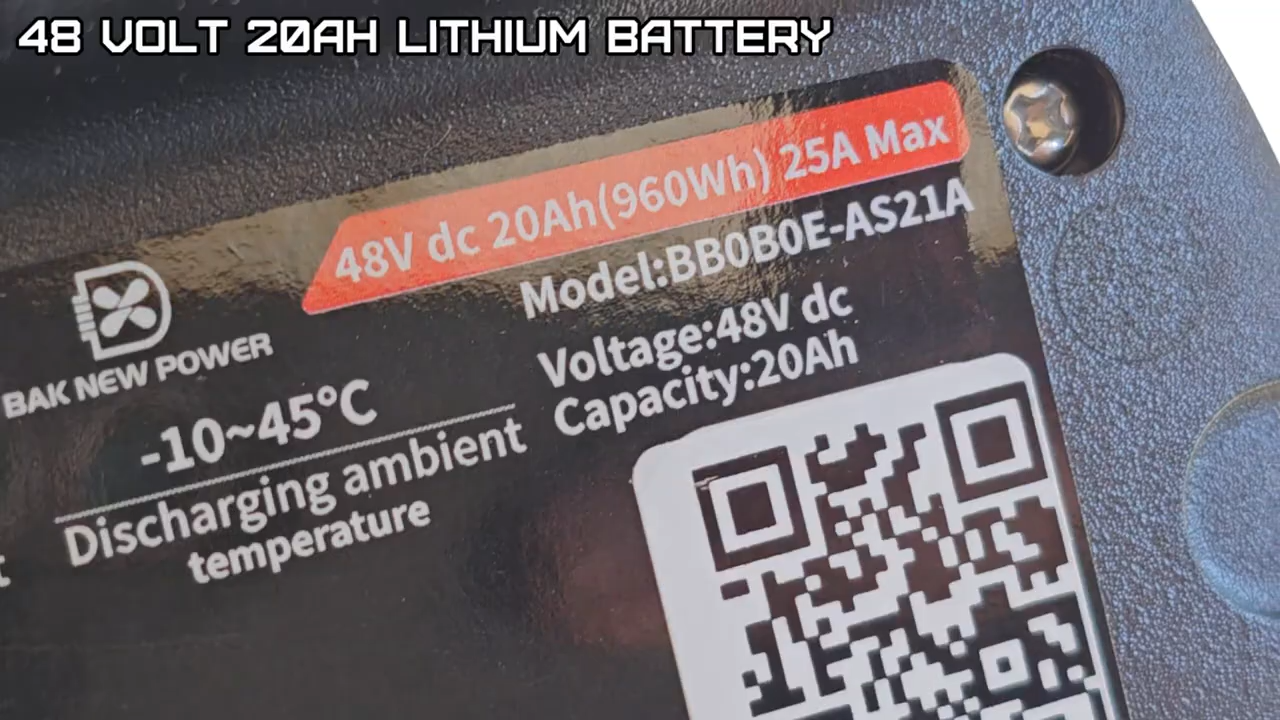 48 VOLT 20AH LITHIUM BATTERY
48V dc 20Ah(960Wh) 25A Max
Model:BB0B0E-AS21A
Voltage:48V dc
Capacity:20Ah
BAK NEW POWER
-10~45°C
Discharging ambient
temperature